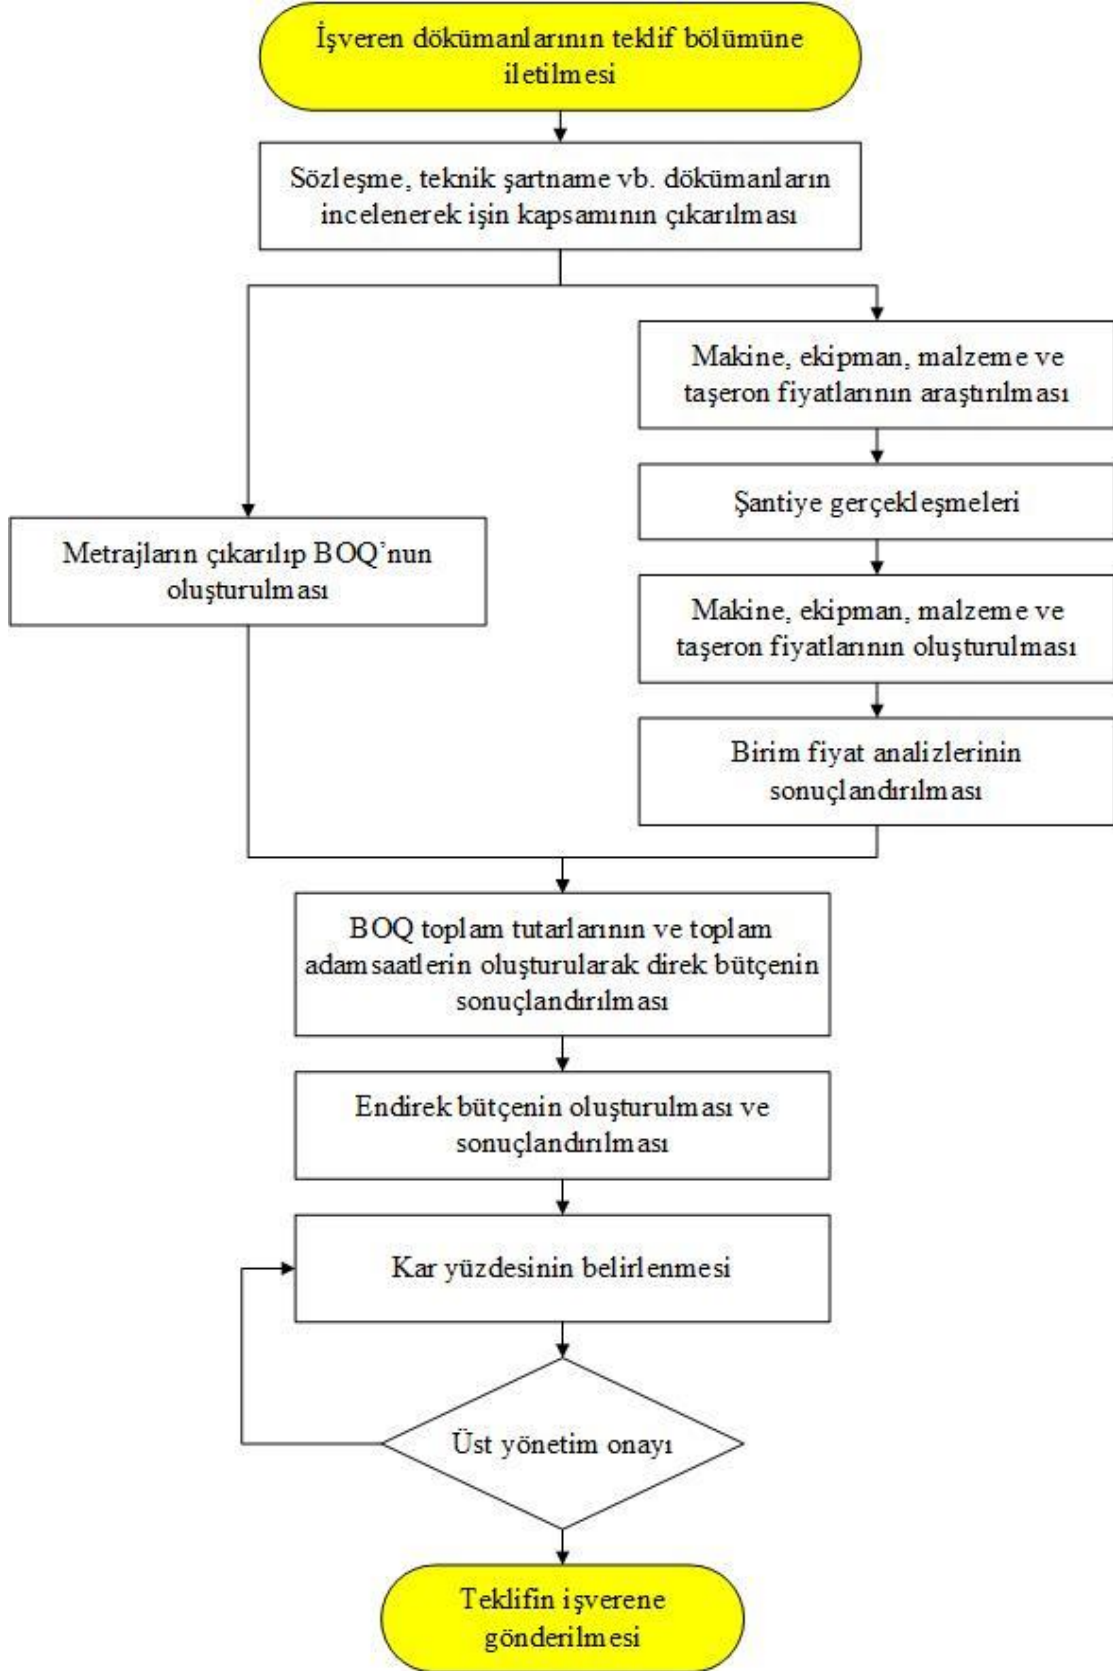 İşveren dökümanlarının teklif bölümüne
iletilmesi
Sözleşme, teknik şartname vb. dökümanların
incelenerek işin kapsamının çıkarılması
Makine, ekipman, malzeme ve
taşeron fiyatlarının araştırılması
Şantiye gerçekleşmeleri
Metrajların çıkarılıp BOQ’nun
oluşturulması
Makine, ekipman, malzeme ve
taşeron fiyatlarının oluşturulması
Birim fiyat analizlerinin
sonuçlandırılması
BOQ toplam tutarlarının ve toplam
adamsaatlerin oluşturularak direk bütçenin
sonuçlandırılması
Endirek bütçenin oluşturulması ve
sonuçlandırılması
Kar yüzdesinin belirlenmesi
Üst yönetim onayı
Teklifin işverene
gönderilmesi